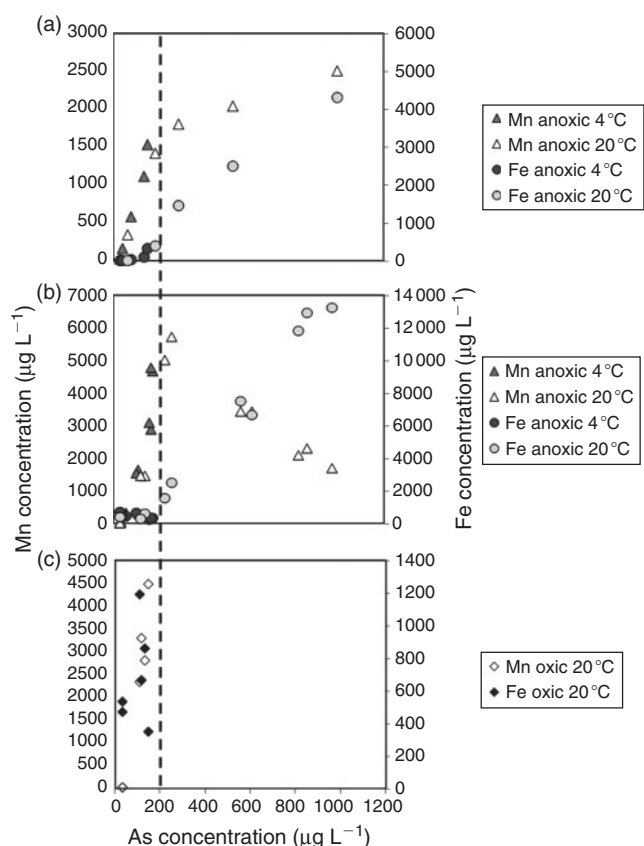 (a)
3000
2500
2000
1500
1000
500
0
6000
5000
4000
3000
2000
1000
0
Mn anoxic 4 °C
Mn anoxic 20 °C
Fe anoxic 4 °C
Fe anoxic 20 °C
(b)
7000
6000
5000
4000
3000
2000
1000
0
14 000
12 000
10 000
8000
6000
4000
2000
0
Mn anoxic 4 °C
Mn anoxic 20 °C
Fe anoxic 4 °C
Fe anoxic 20 °C
Mn concentration (µg L⁻¹)
Fe concentration (µg L⁻¹)
(c)
5000
4500
4000
3500
3000
2500
2000
1500
1000
500
0
1400
1200
1000
800
600
400
200
0
Mn oxic 20 °C
Fe oxic 20 °C
0 200 400 600 800 1000 1200
As concentration (µg L⁻¹)